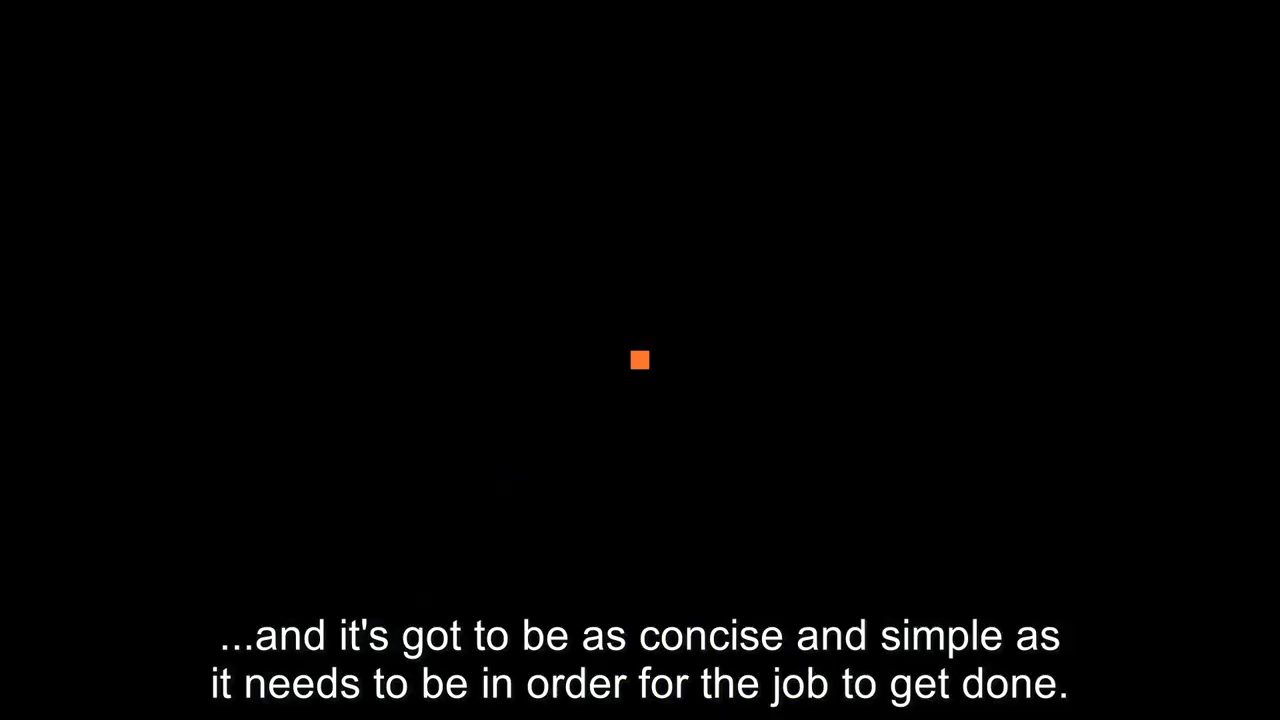 ...and it's got to be as concise and simple as
it needs to be in order for the job to get done.